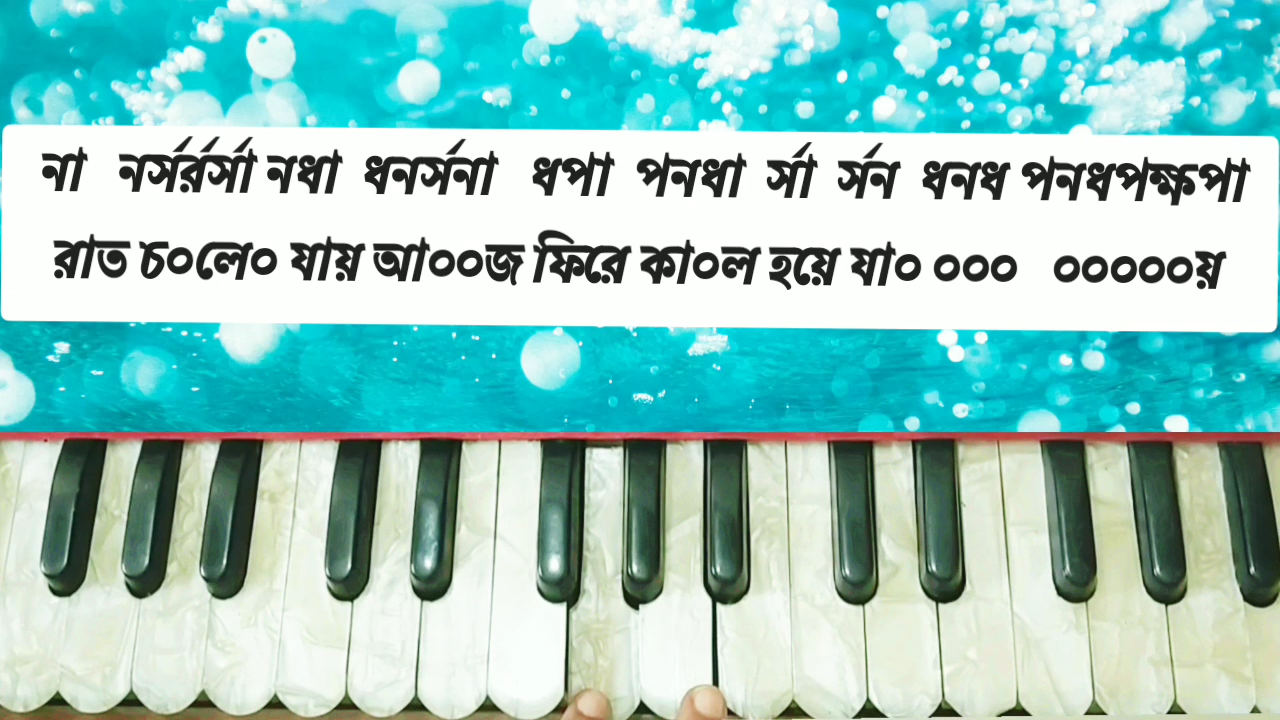 না নর্সর্রর্সা নধা ধনর্সনা ধপা পনধা র্সা র্সন ধনধ পনধপক্ষপা
রাত চ০লে০ যায় আ০০জ ফিরে কা০ল হয়ে যা০ ০০০ ০০০০০য়